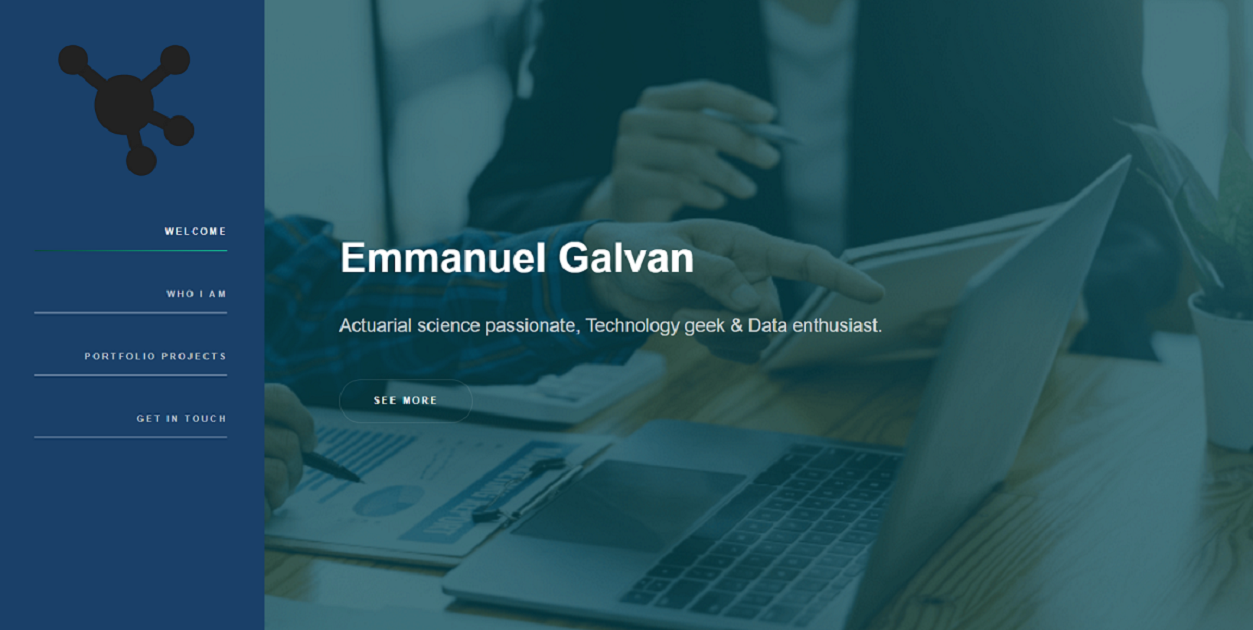 WELCOME
WHO I AM
PORTFOLIO PROJECTS
GET IN TOUCH
Emmanuel Galvan
Actuarial science passionate, Technology geek & Data enthusiast.
SEE MORE